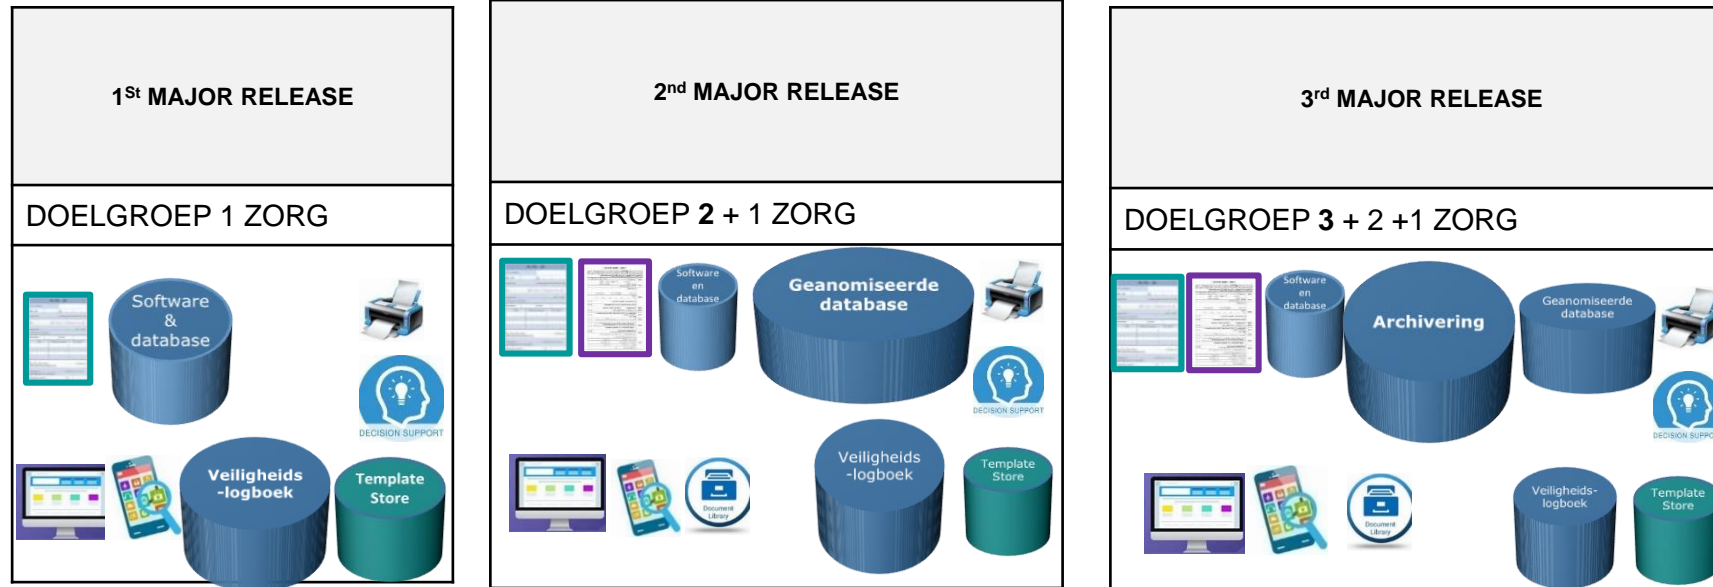 1St MAJOR RELEASE
DOELGROEP 1 ZORG
Software
&
database
DECISION SUPPORT
Veiligheids
-logboek
Template
Store
2nd MAJOR RELEASE
DOELGROEP 2 + 1 ZORG
Software
en
database
Geanomiseerde
database
DECISION SUPPORT
Document
Library
Veiligheids
-logboek
Template
Store
3rd MAJOR RELEASE
DOELGROEP 3 + 2 +1 ZORG
Software
en
database
Archivering
Geanomiseerde
database
DECISION SUPPO
Document
Library
Veiligheids-
logboek
Template
Store